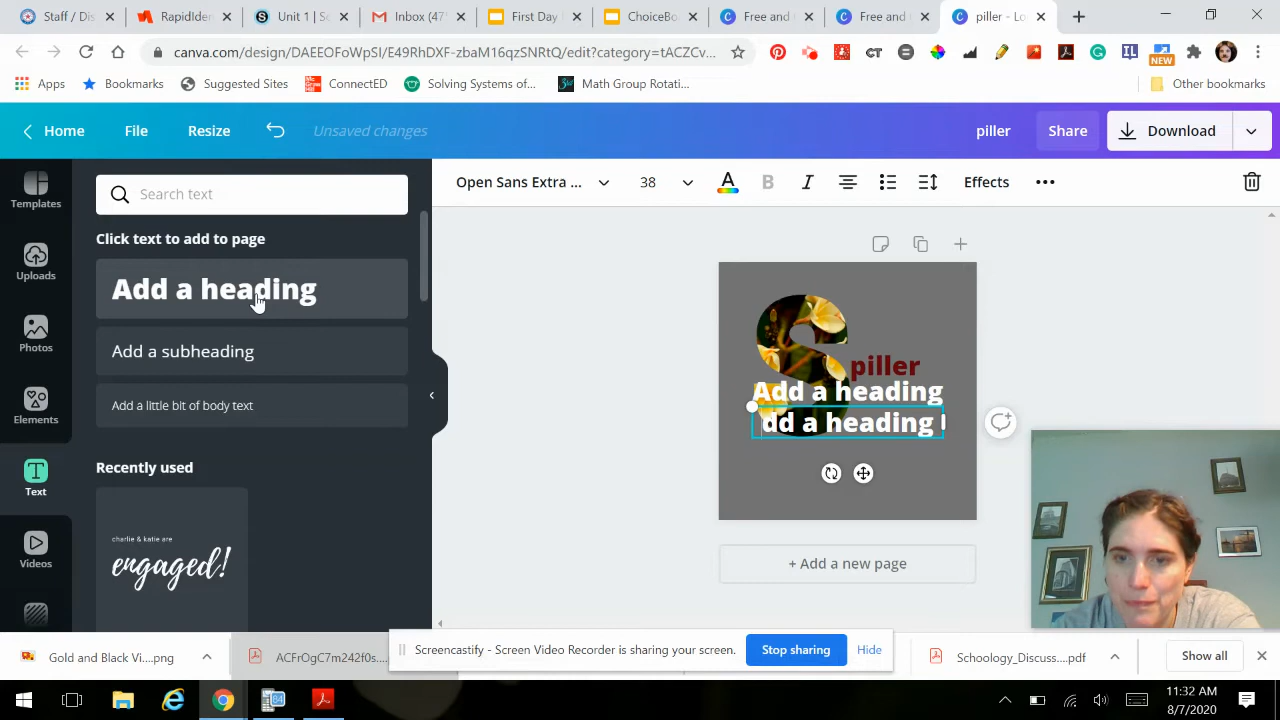 Staff / Dis
RapidIden
Unit 1 | Sc
Inbox (47
First Day
ChoiceBo
Free and
Free and
piller - Lo
canva.com/design/DAEEOFoWpSI/E49RhDXF-zbaM16qzSNRtQ/edit?category=tACZCv...
NEW
Apps
Bookmarks
Suggested Sites
ConnectED
Solving Systems of...
Math Group Rotati...
Other bookmarks
Home
File
Resize
Unsaved changes
piller
Share
Download
Templates
Uploads
Photos
Elements
Text
Videos
Search text
Click text to add to page
Add a heading
Add a subheading
Add a little bit of body text
Recently used
charlie & katie are
engaged!
Open Sans Extra ...
38
A
B
I
Effects
S
piller
Add a heading
dd a heading
+ Add a new page
Gold and Black Vi....png
ACFrOgC7m242f0s....
Screencastify - Screen Video Recorder is sharing your screen.
Stop sharing
Hide
Schoology_Discuss....pdf
Show all
11:32 AM
8/7/2020